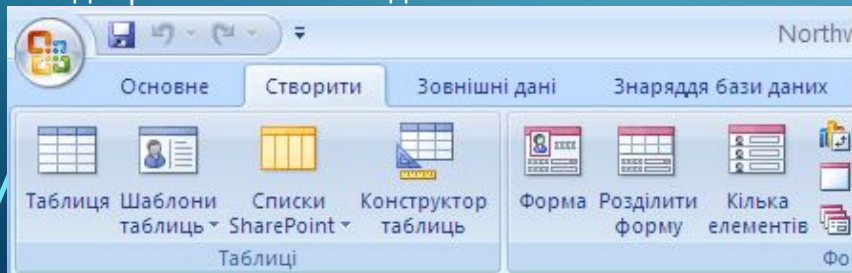 Northw
Основне Створити Зовнішні дані Знаряддя бази даних
Таблиця Шаблони таблиць Списки SharePoint Конструктор таблиць Форма Розділити форму Кілька елементів
Таблиці Фо